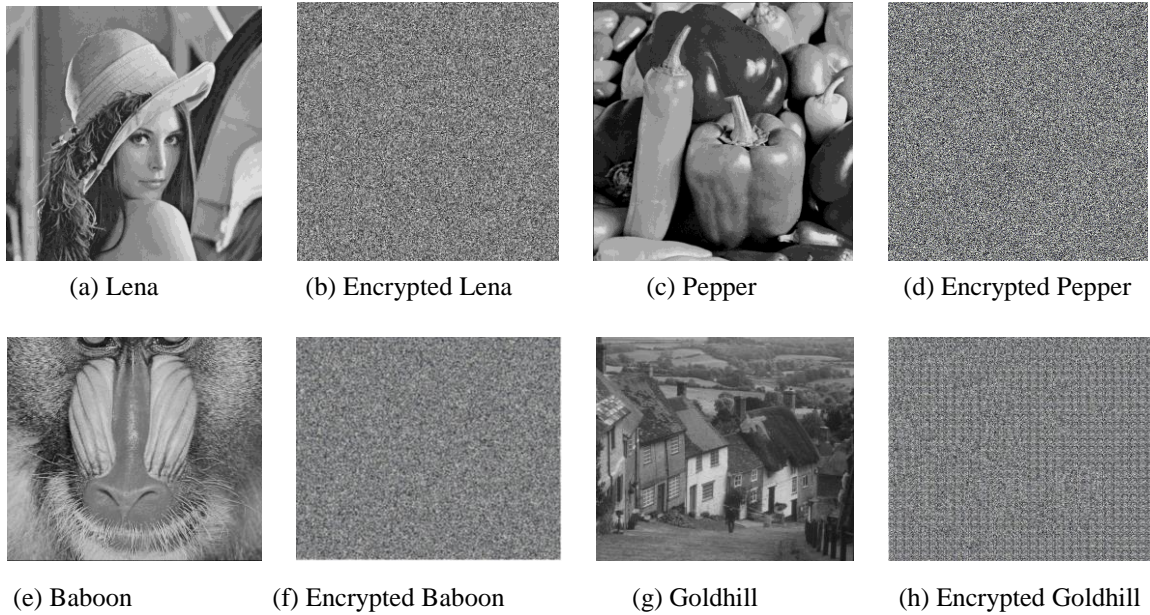 (a) Lena (b) Encrypted Lena (c) Pepper (d) Encrypted Pepper
(e) Baboon (f) Encrypted Baboon (g) Goldhill (h) Encrypted Goldhill